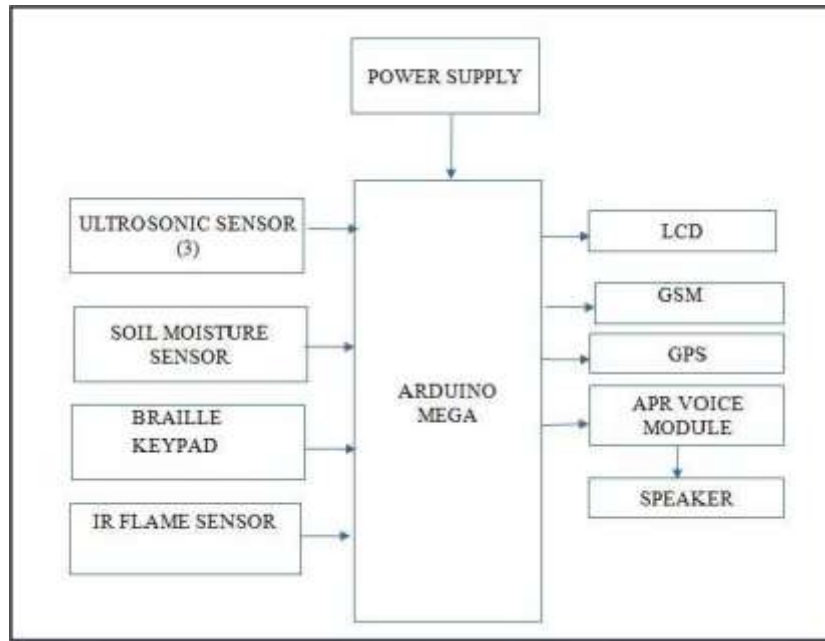 POWER SUPPLY
ULTROSONIC SENSOR
(3)
SOIL MOISTURE
SENSOR
BRAILLE
KEYPAD
IR FLAME SENSOR
ARDUINO
MEGA
LCD
GSM
GPS
APR VOICE
MODULE
SPEAKER